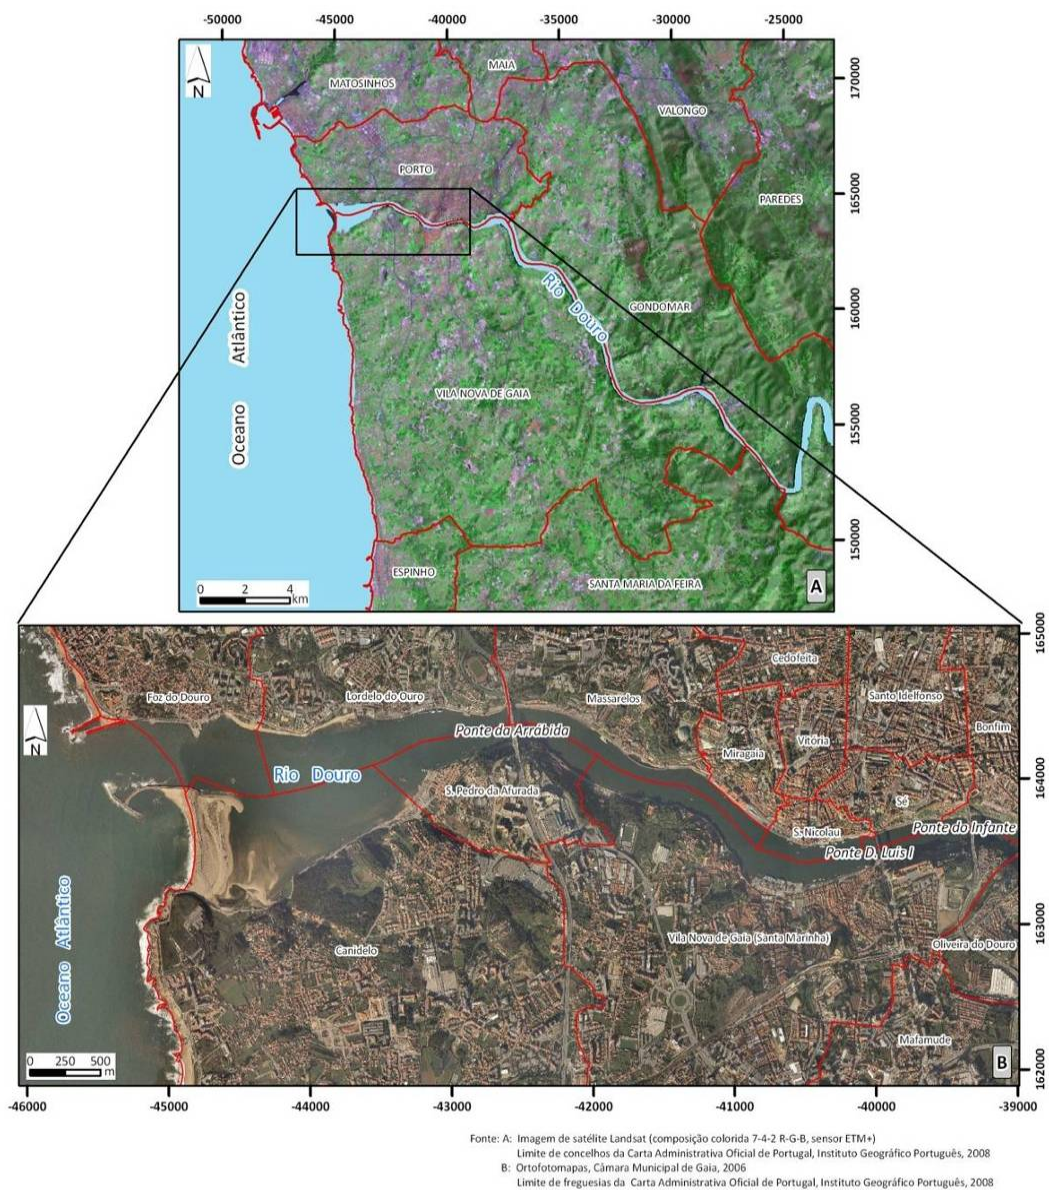 -50000
-45000
-40000
-35000
-30000
-25000
N
MATOSINHOS
MAIA
VALONGO
170000
PORTO
PAREDES
165000
Rio Douro
GONDOMAR
160000
Oceano Atlântico
VILA NOVA DE GAIA
155000
150000
ESPINHO
SANTA MARIA DA FEIRA
0 2 4
km
A
165000
Foz do Douro
Lordelo do Ouro
Massarelos
Cedofeita
Santo Idelfonso
Bonfim
N
Ponte da Arrábida
Miragaia
Vitória
Rio Douro
164000
S. Pedro da Afurada
Sé
S. Nicolau
Ponte do Infante
Ponte D. Luis I
Oceano Atlântico
163000
Canidelo
Vila Nova de Gaia (Santa Marinha)
Oliveira do Douro
Mafamude
0 250 500
m
B
162000
-46000
-45000
-44000
-43000
-42000
-41000
-40000
-39000
Fonte: A: Imagem de satélite Landsat (composição colorida 7-4-2 R-G-B, sensor ETM+)
Limite de concelhos da Carta Administrativa Oficial de Portugal, Instituto Geográfico Português, 2008
B: Ortofotomapas, Câmara Municipal de Gaia, 2006
Limite de freguesias da Carta Administrativa Oficial de Portugal, Instituto Geográfico Português, 2008